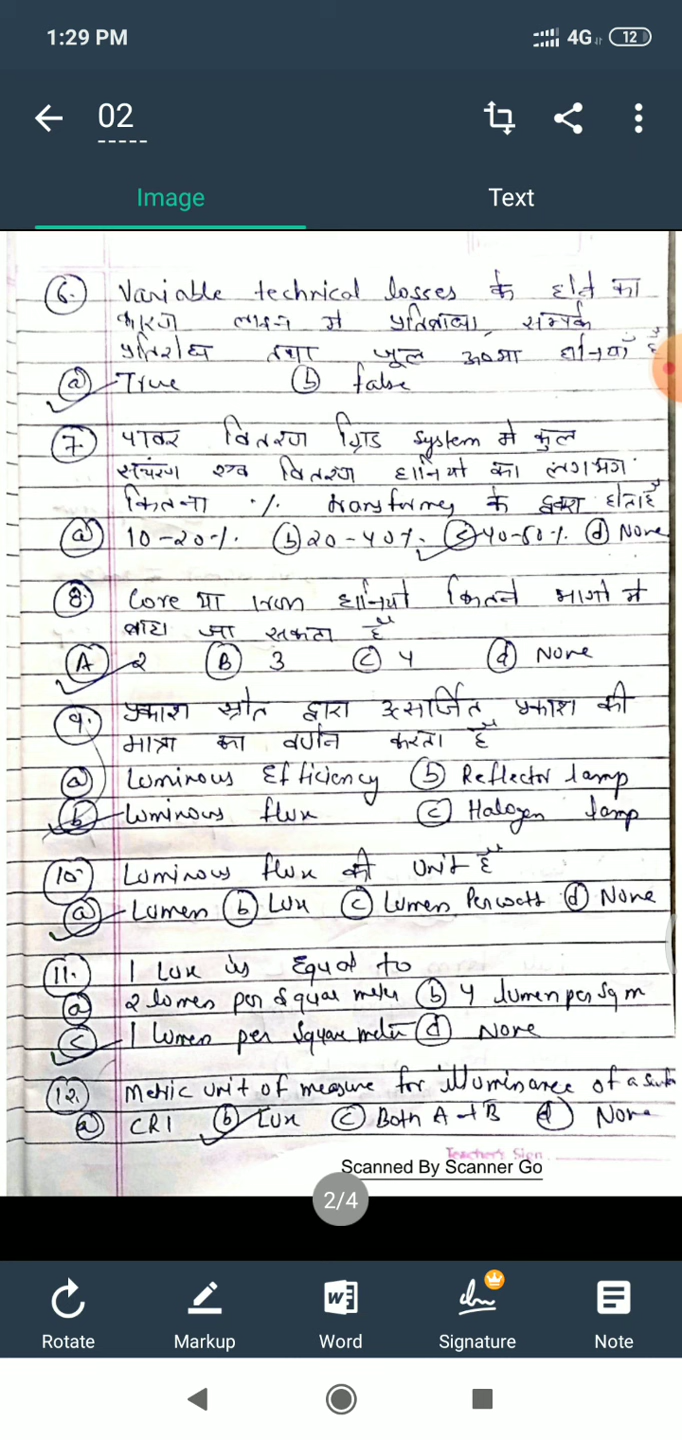 1:29 PM 4G 12
02
Image Text
6. Variable technical losses के होने का
कारण लाइन में प्रतिबाधा, सम्पर्क
प्रतिरोध तथा जूल ऊष्मा हानियाँ है
a True b false
7. पावर वितरण ग्रिड system मे कुल
संचरण एवं वितरण हानियो का लगभग
कितना % transformer के द्वारा होता है
a 10-20% b 20-40% c 40-50% d None
8. Core या Iron हानियो कितने भागो मे
बाटा जा सकता है
A 2 B 3 C 4 d None
9. प्रकाश स्रोत द्वारा उत्सर्जित प्रकाश की
मात्रा का वर्णन करता है
a Luminous Efficiency b Reflector lamp
b Luminous flux c Halogen lamp
10. Luminous flux की unit है
a Lumen b Lux c Lumen Per watt d None
11. 1 Lux is Equal to
a 2 lumen per square meter b 4 lumen per sq m
c 1 Lumen per square meter d None
12. Metric unit of measure for illuminance of a
a CRI b Lux c Both A + B d None
Teacher's Sign
Scanned By Scanner Go
2/4
Rotate Markup Word Signature Note